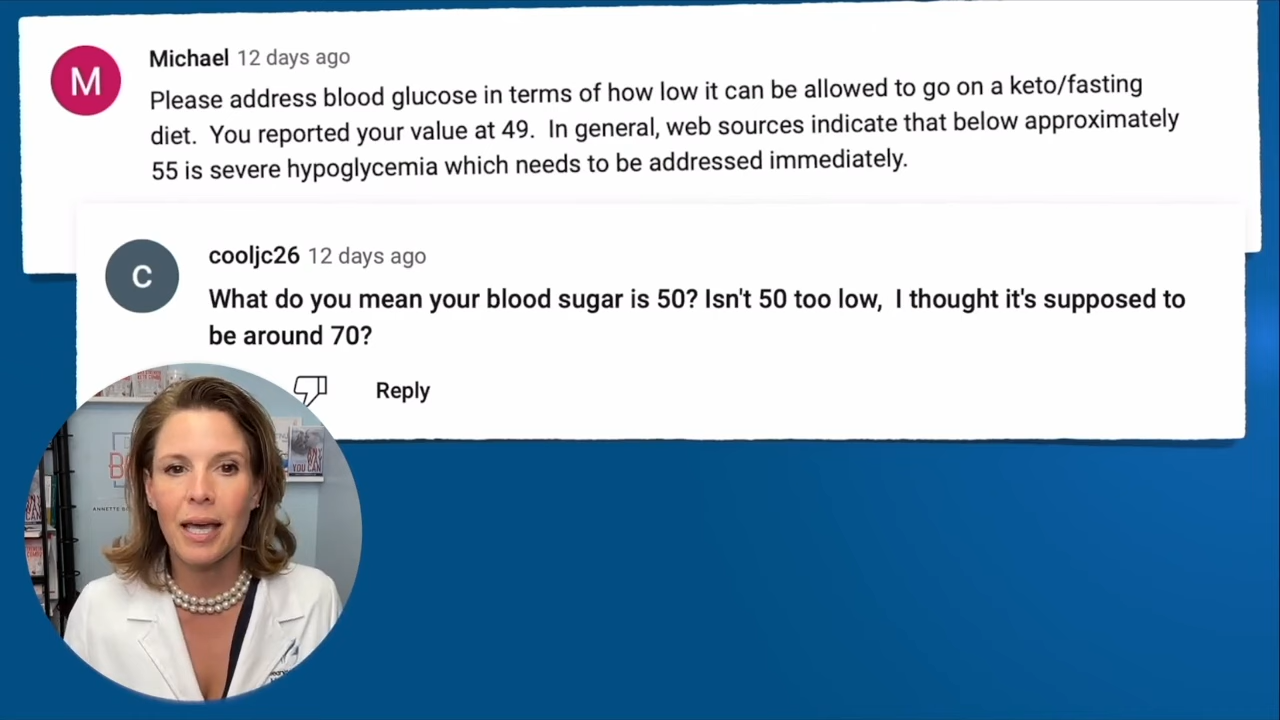 M
Michael 12 days ago
Please address blood glucose in terms of how low it can be allowed to go on a keto/fasting
diet. You reported your value at 49. In general, web sources indicate that below approximately
55 is severe hypoglycemia which needs to be addressed immediately.
C
cooljc26 12 days ago
What do you mean your blood sugar is 50? Isn't 50 too low, I thought it's supposed to
be around 70?
Reply
ANY
YOU CAN